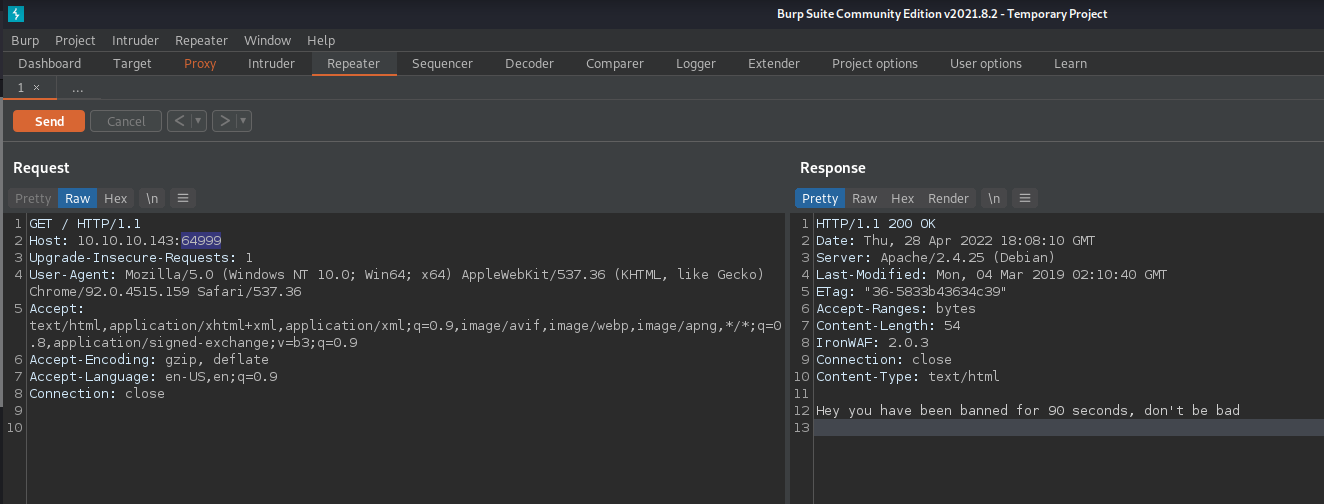 Burp Suite Community Edition v2021.8.2 - Temporary Project
Burp Project Intruder Repeater Window Help
Dashboard Target Proxy Intruder Repeater Sequencer Decoder Comparer Logger Extender Project options User options Learn
1 × ...
Send Cancel < ▾ > ▾
Request
Pretty Raw Hex \n ≡
1 GET / HTTP/1.1
2 Host: 10.10.10.143:64999
3 Upgrade-Insecure-Requests: 1
4 User-Agent: Mozilla/5.0 (Windows NT 10.0; Win64; x64) AppleWebKit/537.36 (KHTML, like Gecko)
Chrome/92.0.4515.159 Safari/537.36
5 Accept:
text/html,application/xhtml+xml,application/xml;q=0.9,image/avif,image/webp,image/apng,*/*;q=0
.8,application/signed-exchange;v=b3;q=0.9
6 Accept-Encoding: gzip, deflate
7 Accept-Language: en-US,en;q=0.9
8 Connection: close
9
10
Response
Pretty Raw Hex Render \n ≡
1 HTTP/1.1 200 OK
2 Date: Thu, 28 Apr 2022 18:08:10 GMT
3 Server: Apache/2.4.25 (Debian)
4 Last-Modified: Mon, 04 Mar 2019 02:10:40 GMT
5 ETag: "36-5833b43634c39"
6 Accept-Ranges: bytes
7 Content-Length: 54
8 IronWAF: 2.0.3
9 Connection: close
10 Content-Type: text/html
11
12 Hey you have been banned for 90 seconds, don't be bad
13